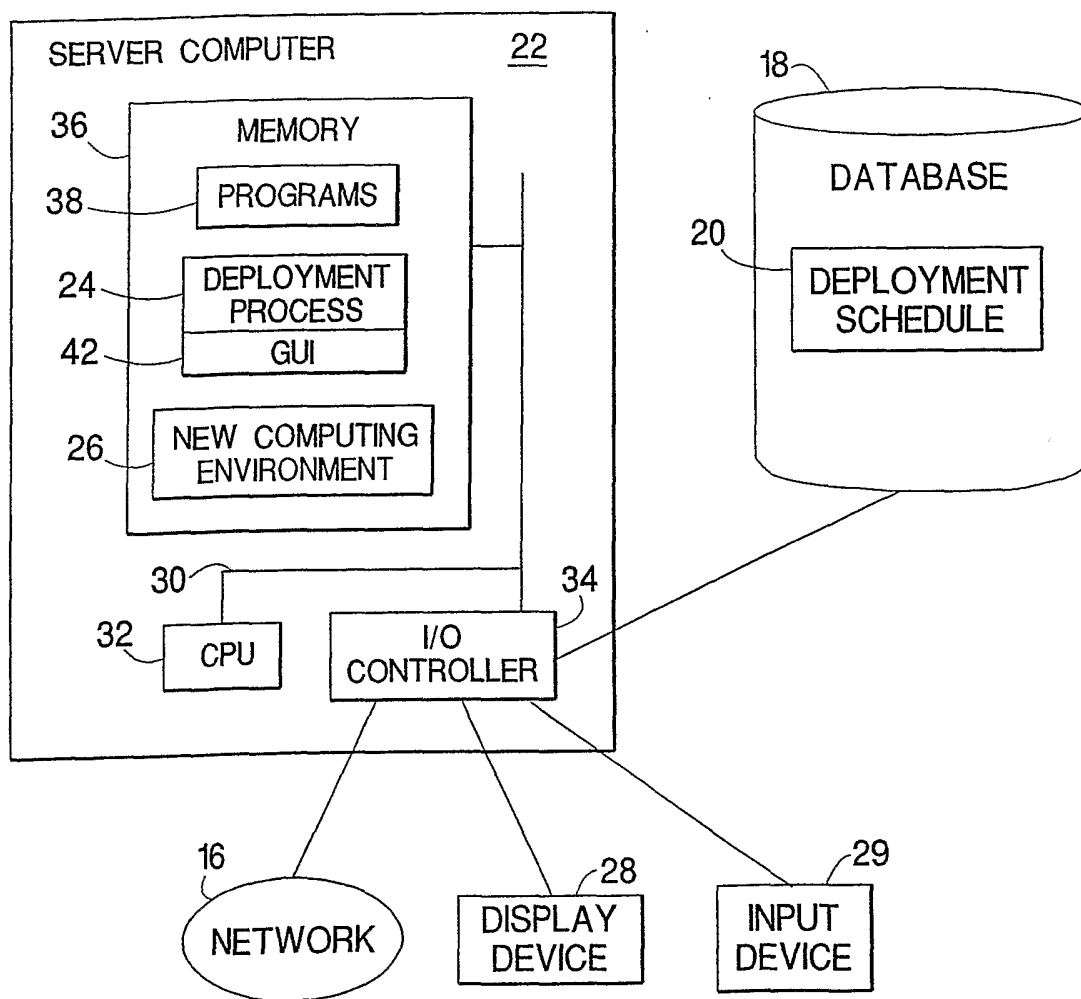 SERVER COMPUTER 22
36
MEMORY
38
PROGRAMS
24
DEPLOYMENT
PROCESS
42
GUI
26
NEW COMPUTING
ENVIRONMENT
30
32
CPU
34
I/O
CONTROLLER
18
DATABASE
20
DEPLOYMENT
SCHEDULE
16
NETWORK
28
DISPLAY
DEVICE
29
INPUT
DEVICE